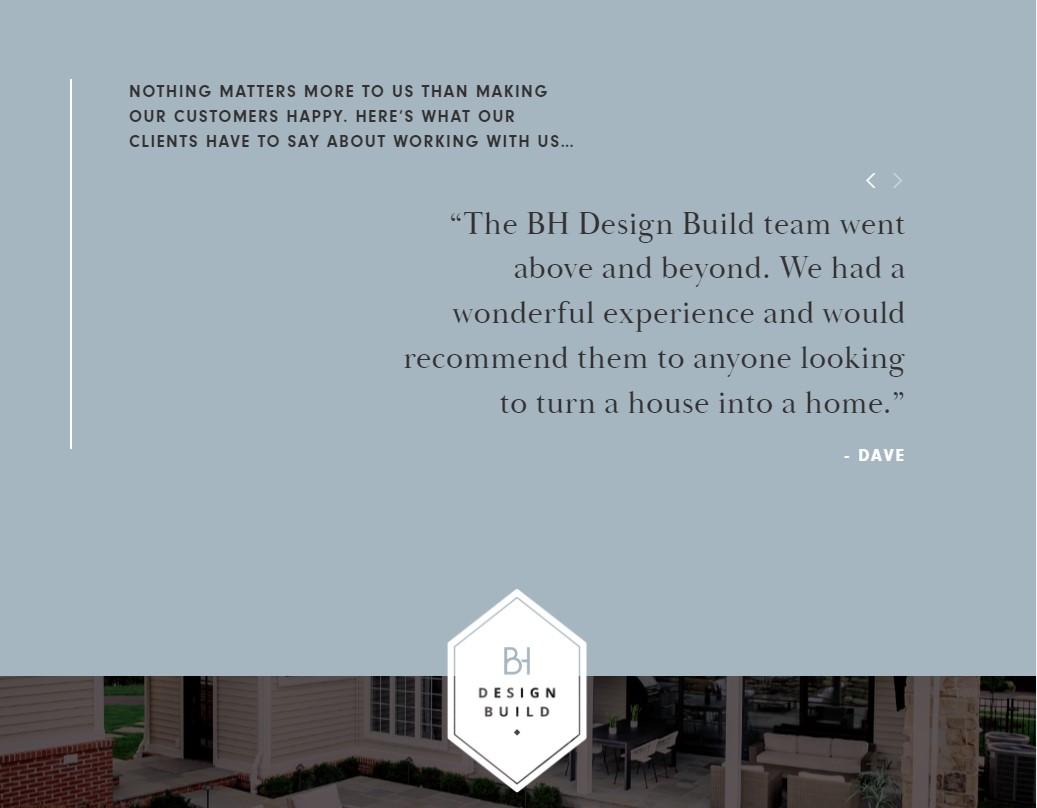 NOTHING MATTERS MORE TO US THAN MAKING
OUR CUSTOMERS HAPPY. HERE'S WHAT OUR
CLIENTS HAVE TO SAY ABOUT WORKING WITH US...
“The BH Design Build team went
above and beyond. We had a
wonderful experience and would
recommend them to anyone looking
to turn a house into a home.”
- DAVE
BH
DESIGN
BUILD